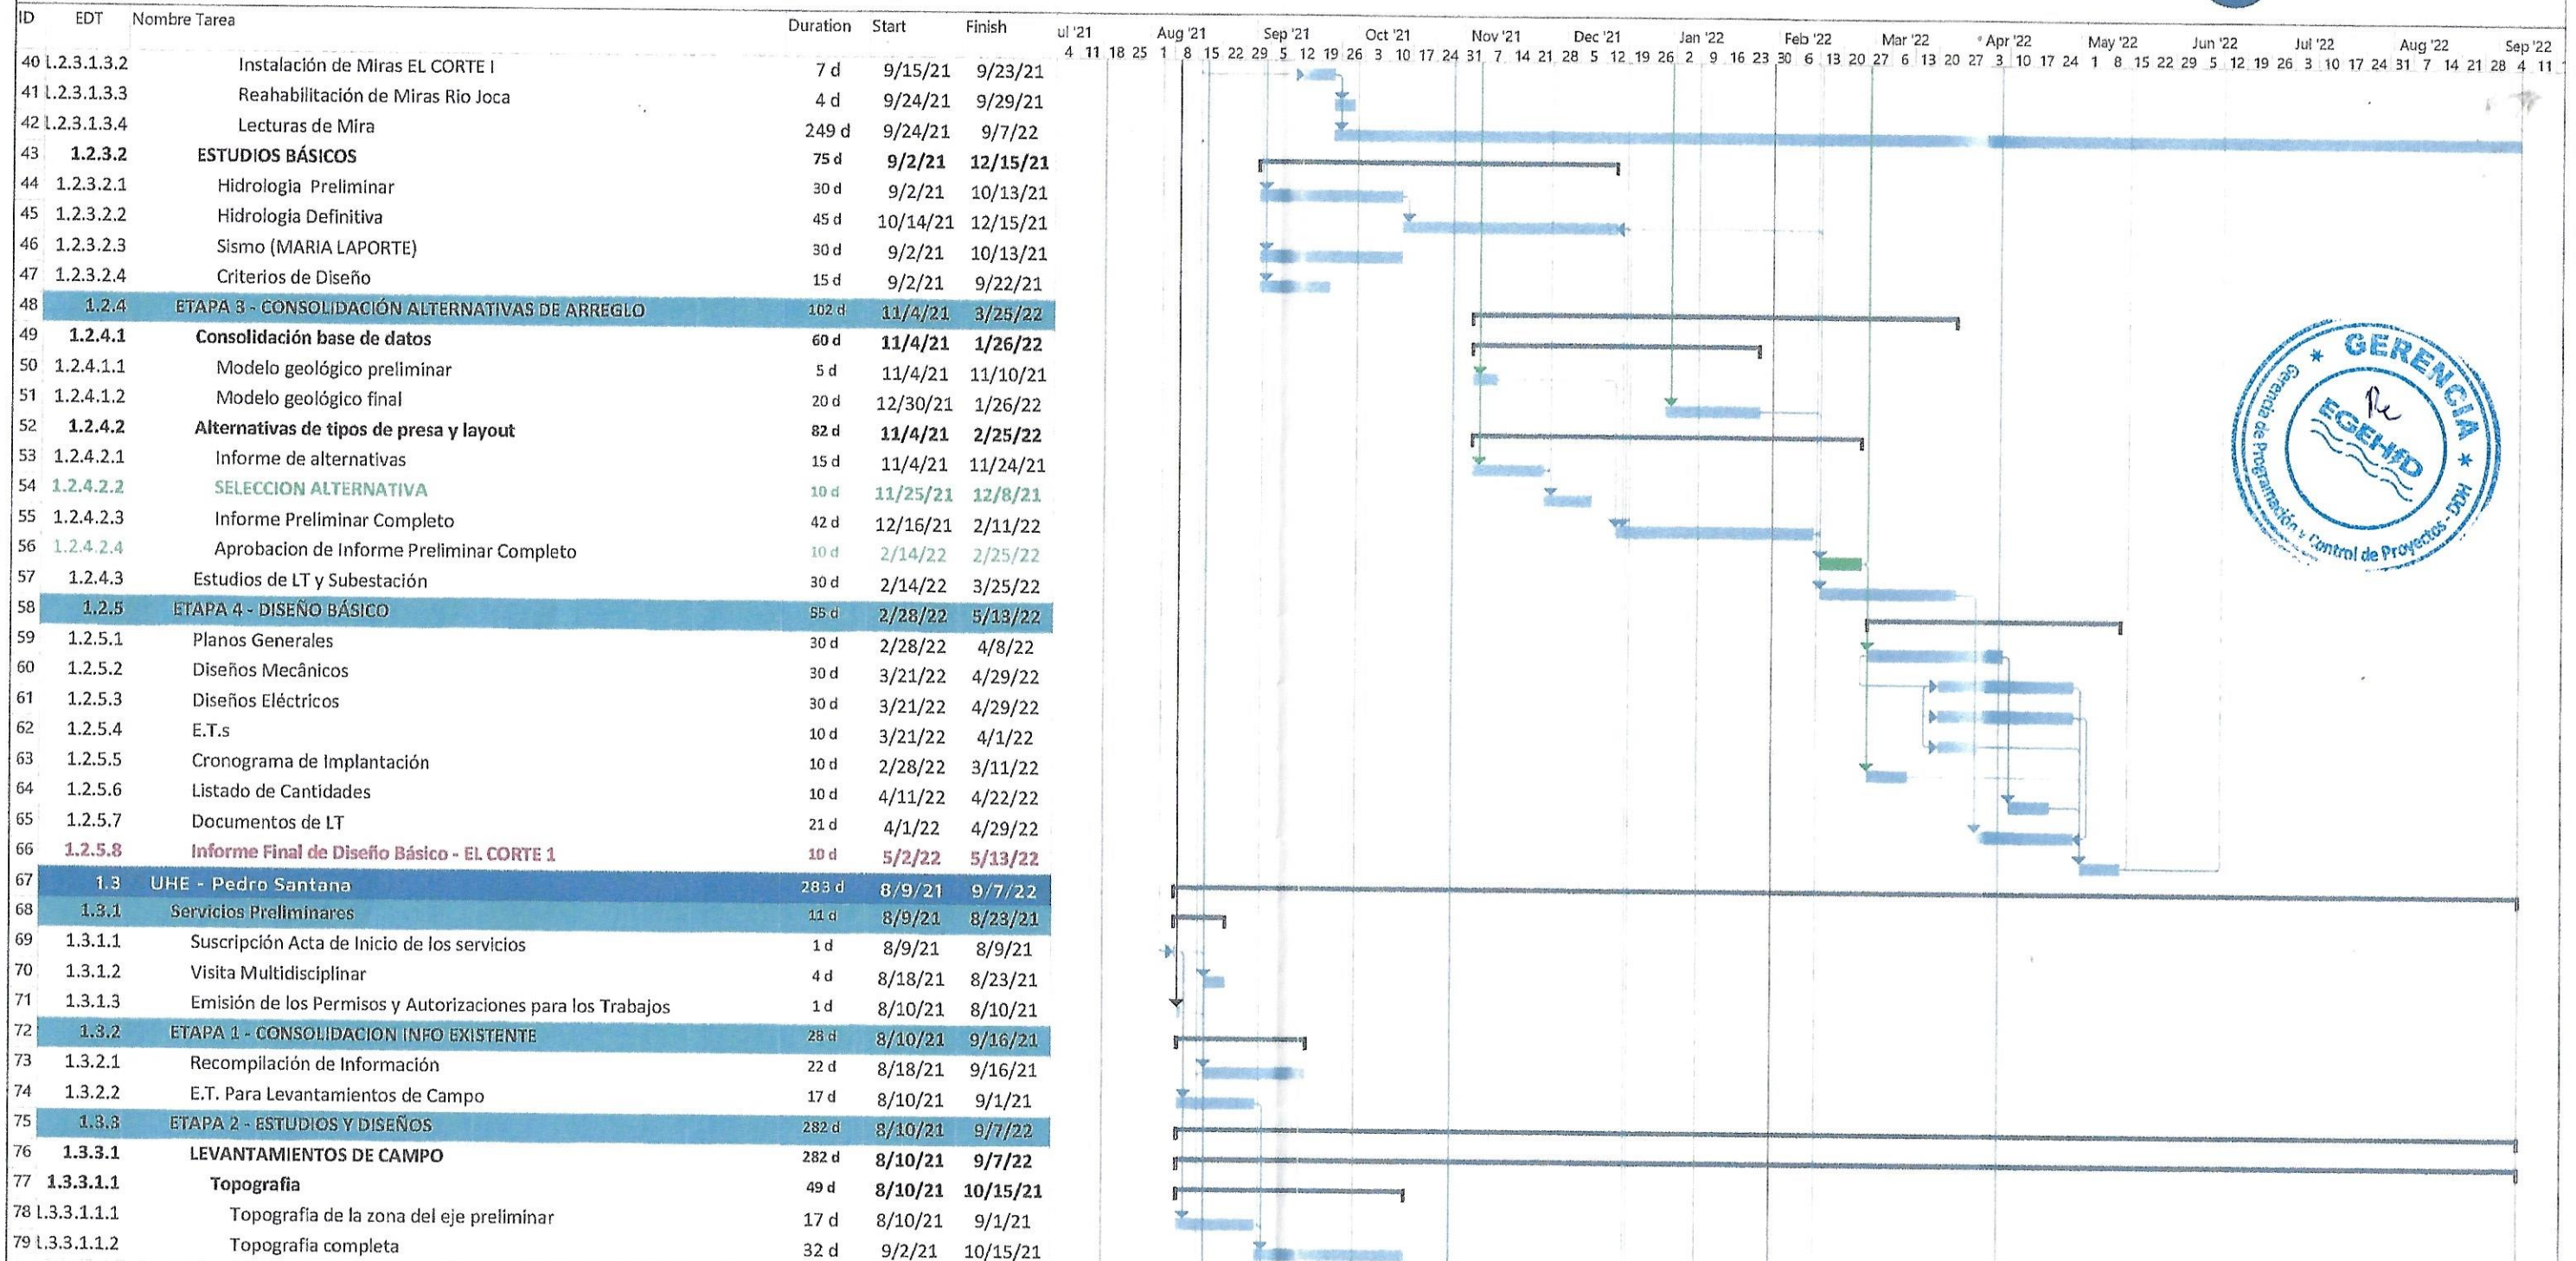 ID EDT Nombre Tarea Duration Start Finish
ul '21 Aug '21 Sep '21 Oct '21 Nov '21 Dec '21 Jan '22 Feb '22 Mar '22 Apr '22 May '22 Jun '22 Jul '22 Aug '22 Sep '22
4 11 18 25 1 8 15 22 29 5 12 19 26 3 10 17 24 31 7 14 21 28 5 12 19 26 2 9 16 23 30 6 13 20 27 6 13 20 27 3 10 17 24 1 8 15 22 29 5 12 19 26 3 10 17 24 31 7 14 21 28 4 11
40 1.2.3.1.3.2 Instalación de Miras EL CORTE I 7 d 9/15/21 9/23/21
41 1.2.3.1.3.3 Reahabilitación de Miras Rio Joca 4 d 9/24/21 9/29/21
42 1.2.3.1.3.4 Lecturas de Mira 249 d 9/24/21 9/7/22
43 1.2.3.2 ESTUDIOS BÁSICOS 75 d 9/2/21 12/15/21
44 1.2.3.2.1 Hidrologia Preliminar 30 d 9/2/21 10/13/21
45 1.2.3.2.2 Hidrologia Definitiva 45 d 10/14/21 12/15/21
46 1.2.3.2.3 Sismo (MARIA LAPORTE) 30 d 9/2/21 10/13/21
47 1.2.3.2.4 Criterios de Diseño 15 d 9/2/21 9/22/21
48 1.2.4 ETAPA 3 - CONSOLIDACIÓN ALTERNATIVAS DE ARREGLO 102 d 11/4/21 3/25/22
49 1.2.4.1 Consolidación base de datos 60 d 11/4/21 1/26/22
50 1.2.4.1.1 Modelo geológico preliminar 5 d 11/4/21 11/10/21
51 1.2.4.1.2 Modelo geológico final 20 d 12/30/21 1/26/22
52 1.2.4.2 Alternativas de tipos de presa y layout 82 d 11/4/21 2/25/22
53 1.2.4.2.1 Informe de alternativas 15 d 11/4/21 11/24/21
54 1.2.4.2.2 SELECCION ALTERNATIVA 10 d 11/25/21 12/8/21
55 1.2.4.2.3 Informe Preliminar Completo 42 d 12/16/21 2/11/22
56 1.2.4.2.4 Aprobacion de Informe Preliminar Completo 10 d 2/14/22 2/25/22
57 1.2.4.3 Estudios de LT y Subestación 30 d 2/14/22 3/25/22
58 1.2.5 ETAPA 4 - DISEÑO BÁSICO 55 d 2/28/22 5/13/22
59 1.2.5.1 Planos Generales 30 d 2/28/22 4/8/22
60 1.2.5.2 Diseños Mecânicos 30 d 3/21/22 4/29/22
61 1.2.5.3 Diseños Eléctricos 30 d 3/21/22 4/29/22
62 1.2.5.4 E.T.s 10 d 3/21/22 4/1/22
63 1.2.5.5 Cronograma de Implantación 10 d 2/28/22 3/11/22
64 1.2.5.6 Listado de Cantidades 10 d 4/11/22 4/22/22
65 1.2.5.7 Documentos de LT 21 d 4/1/22 4/29/22
66 1.2.5.8 Informe Final de Diseño Básico - EL CORTE 1 10 d 5/2/22 5/13/22
67 1.3 UHE - Pedro Santana 283 d 8/9/21 9/7/22
68 1.3.1 Servicios Preliminares 11 d 8/9/21 8/23/21
69 1.3.1.1 Suscripción Acta de Inicio de los servicios 1 d 8/9/21 8/9/21
70 1.3.1.2 Visita Multidisciplinar 4 d 8/18/21 8/23/21
71 1.3.1.3 Emisión de los Permisos y Autorizaciones para los Trabajos 1 d 8/10/21 8/10/21
72 1.3.2 ETAPA 1 - CONSOLIDACION INFO EXISTENTE 28 d 8/10/21 9/16/21
73 1.3.2.1 Recompilación de Información 22 d 8/18/21 9/16/21
74 1.3.2.2 E.T. Para Levantamientos de Campo 17 d 8/10/21 9/1/21
75 1.3.3 ETAPA 2 - ESTUDIOS Y DISEÑOS 282 d 8/10/21 9/7/22
76 1.3.3.1 LEVANTAMIENTOS DE CAMPO 282 d 8/10/21 9/7/22
77 1.3.3.1.1 Topografia 49 d 8/10/21 10/15/21
78 1.3.3.1.1.1 Topografia de la zona del eje preliminar 17 d 8/10/21 9/1/21
79 1.3.3.1.1.2 Topografia completa 32 d 9/2/21 10/15/21
GERENCIA
Gerencia de Programación y Control de Proyectos - DDH
EGEHID